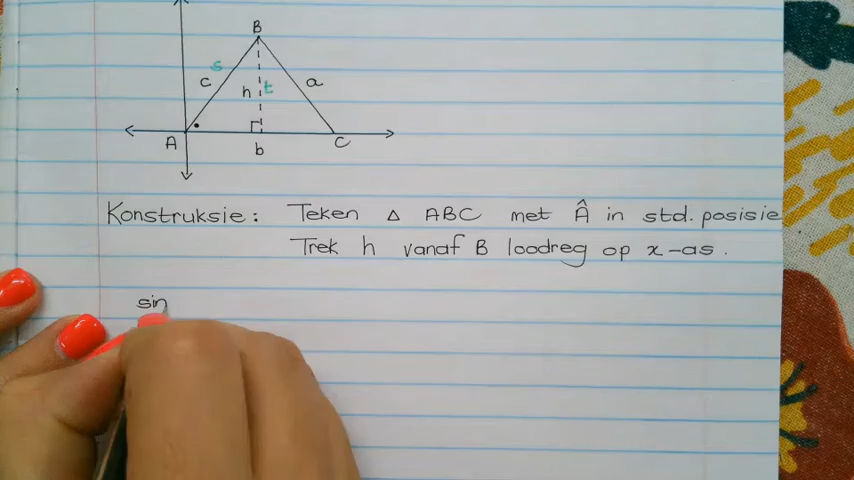 B
s
c
h
t
a
A
b
C
Konstruksie: Teken △ ABC met Â in std. posisie
Trek h vanaf B loodreg op x-as.
sin